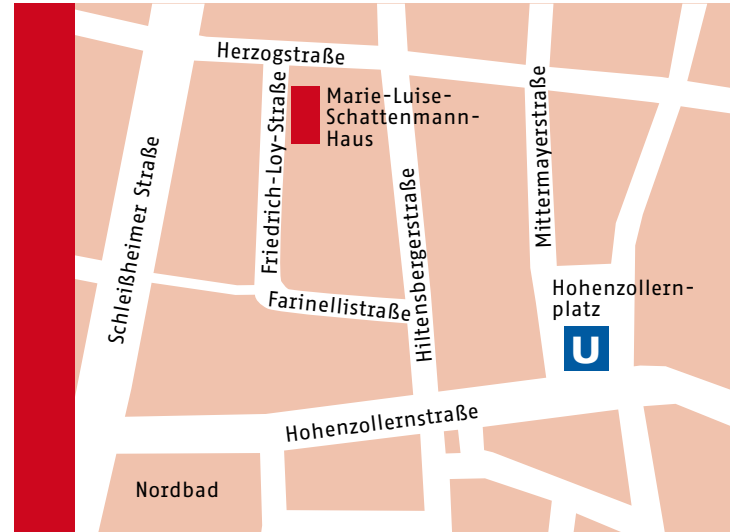 Herzogstraße
Marie-Luise-
Schattenmann-
Haus
Friedrich-Loy-Straße
Mittermayerstraße
Schleißheimer Straße
Hiltensbergerstraße
Farinellistraße
Hohenzollern-
platz
U
Hohenzollernstraße
Nordbad